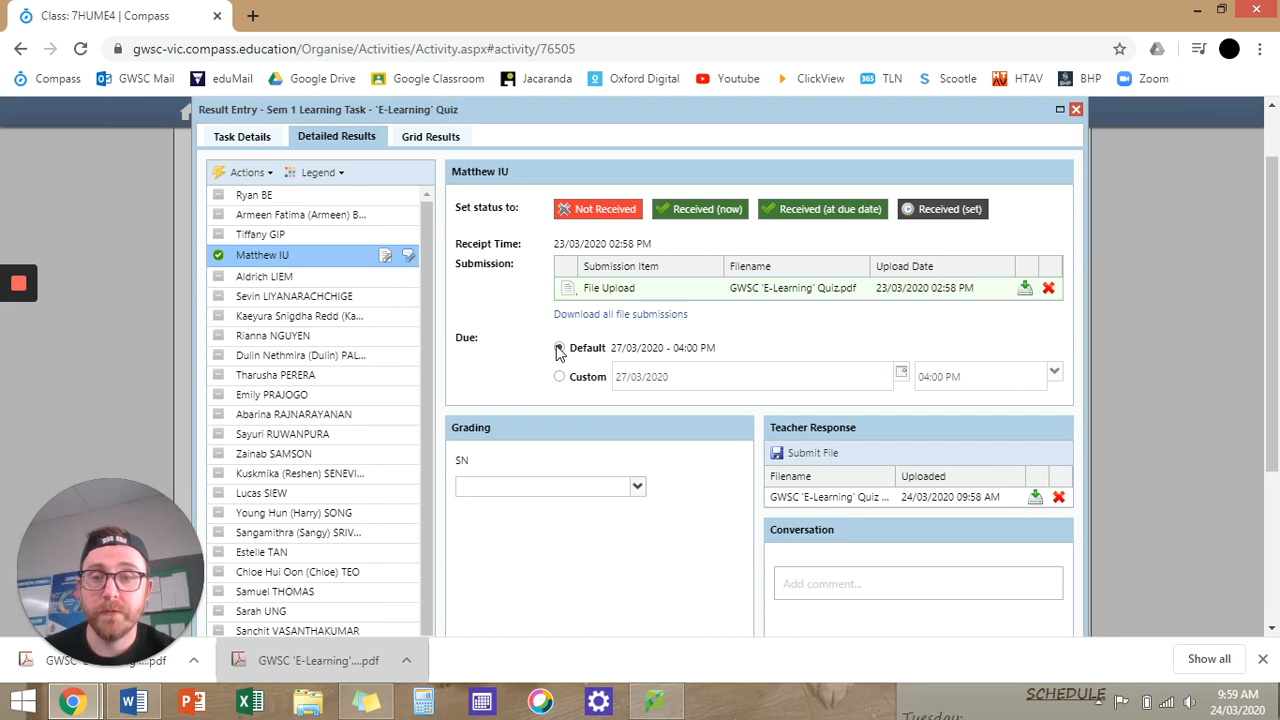 Class: 7HUME4 | Compass
gwsc-vic.compass.education/Organise/Activities/Activity.aspx#activity/76505
Compass GWSC Mail eduMail Google Drive Google Classroom Jacaranda Oxford Digital Youtube ClickView TLN Scootle HTAV BHP Zoom
Result Entry - Sem 1 Learning Task - 'E-Learning' Quiz
Task Details Detailed Results Grid Results
Actions Legend
Ryan BE
Armeen Fatima (Armeen) B...
Tiffany GIP
Matthew IU
Aldrich LIEM
Sevin LIYANARACHCHIGE
Kaeyura Snigdha Redd (Ka...
Rianna NGUYEN
Dulin Nethmira (Dulin) PAL...
Tharusha PERERA
Emily PRAJOGO
Abarina RAJNARAYANAN
Sayuri RUWANPURA
Zainab SAMSON
Kuskmika (Reshen) SENEVI...
Lucas SIEW
Young Hun (Harry) SONG
Sangamithra (Sangy) SRIV...
Estelle TAN
Chloe Hui Oon (Chloe) TEO
Samuel THOMAS
Sarah UNG
Sanchit VASANTHAKUMAR
Matthew IU
Set status to: Not Received Received (now) Received (at due date) Received (set)
Receipt Time: 23/03/2020 02:58 PM
Submission: Submission Item Filename Upload Date
File Upload GWSC 'E-Learning' Quiz.pdf 23/03/2020 02:58 PM
Download all file submissions
Due: Default 27/03/2020 - 04:00 PM
Custom 27/03/2020 04:00 PM
Grading
SN
Teacher Response
Submit File
Filename Uploaded
GWSC 'E-Learning' Quiz ... 24/03/2020 09:58 AM
Conversation
Add comment...
GWSC 'E-Learning'....pdf
Show all
SCHEDULE
Tuesday:
9:59 AM
24/03/2020